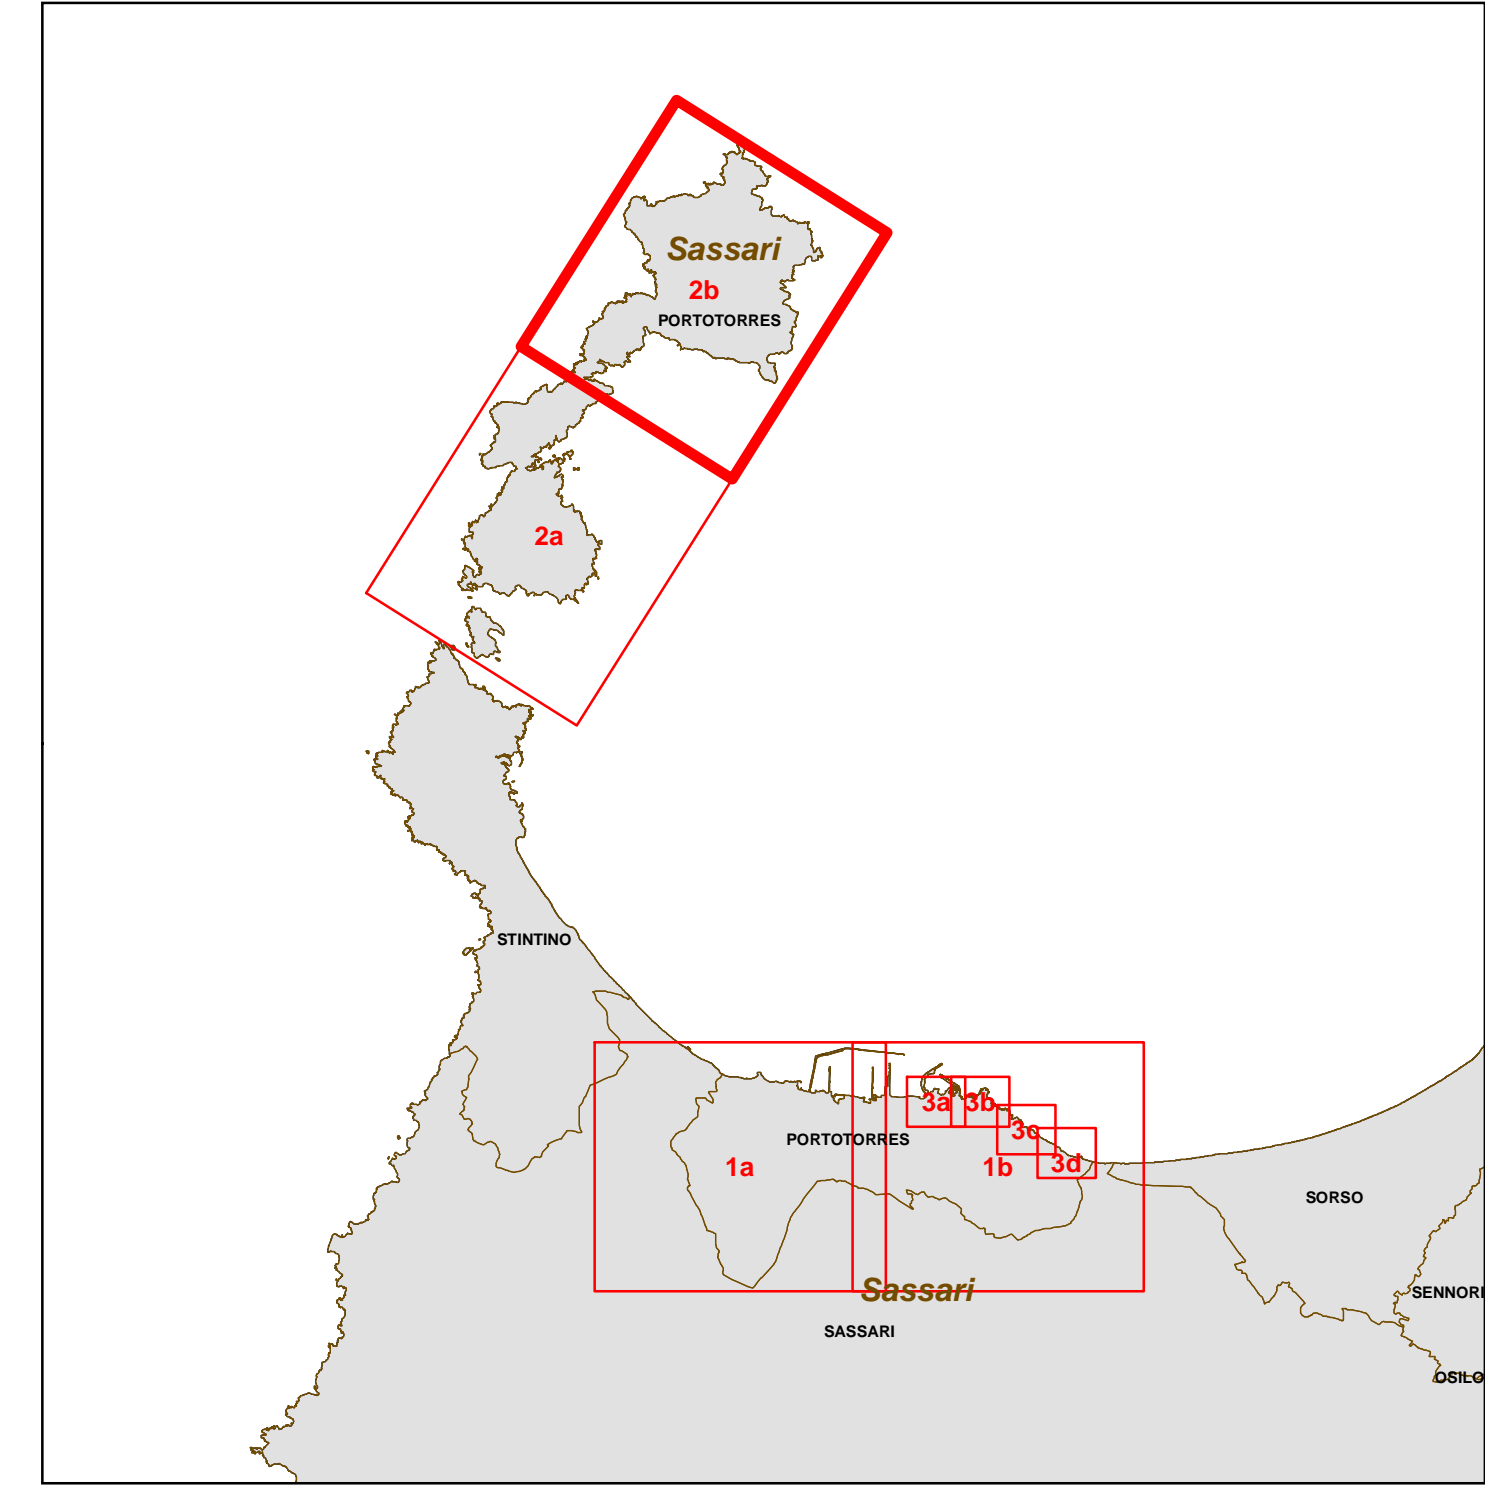 Sassari
2b
PORTOTORRES
2a
STINTINO
3a
3b
3c
PORTOTORRES
1a
1b
3d
SORSO
Sassari
SENNORI
SASSARI
OSILO